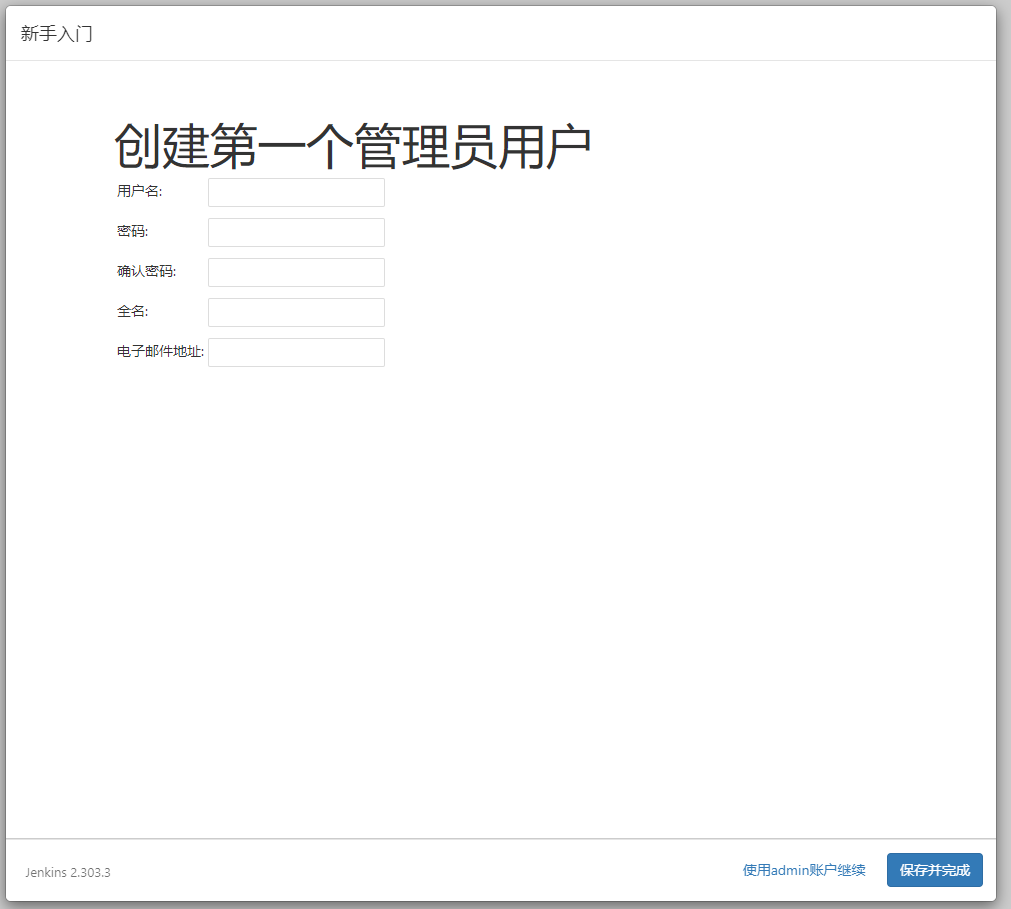 新手入门
创建第一个管理员用户
用户名:
密码:
确认密码:
全名:
电子邮件地址:
Jenkins 2.303.3
使用admin账户继续
保存并完成